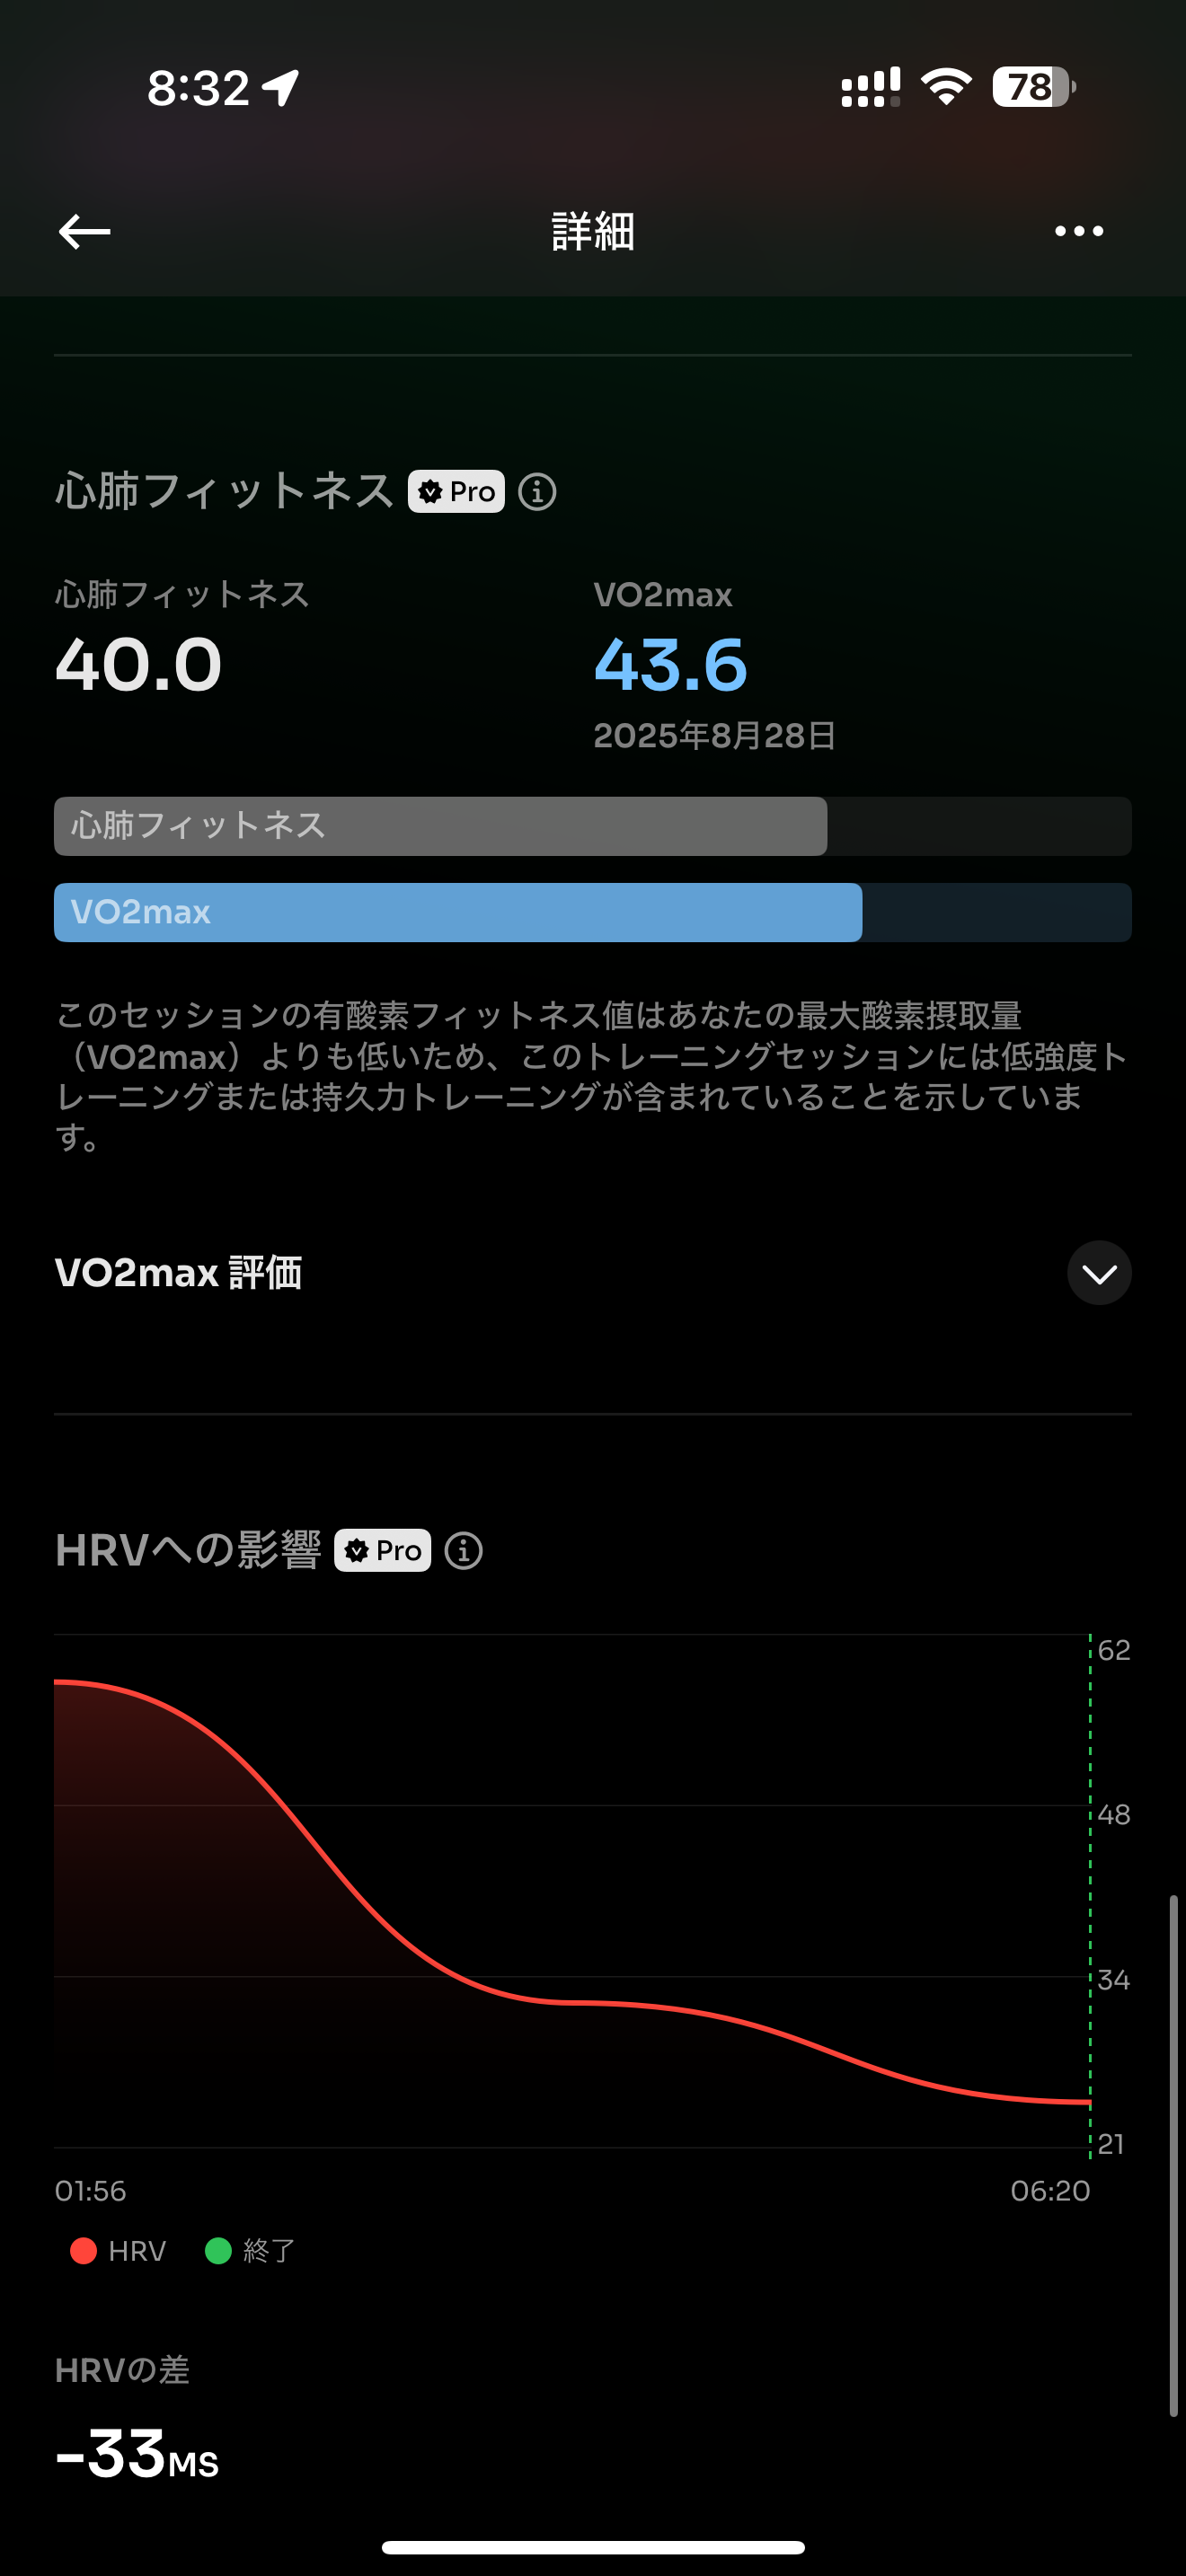 8:32
78
詳細
心肺フィットネス Pro
心肺フィットネス
40.0
VO2max
43.6
2025年8月28日
心肺フィットネス
VO2max
このセッションの有酸素フィットネス値はあなたの最大酸素摂取量
（VO2max）よりも低いため、このトレーニングセッションには低強度ト
レーニングまたは持久力トレーニングが含まれていることを示していま
す。
VO2max 評価
HRVへの影響 Pro
62
48
34
21
01:56
06:20
HRV
終了
HRVの差
-33MS